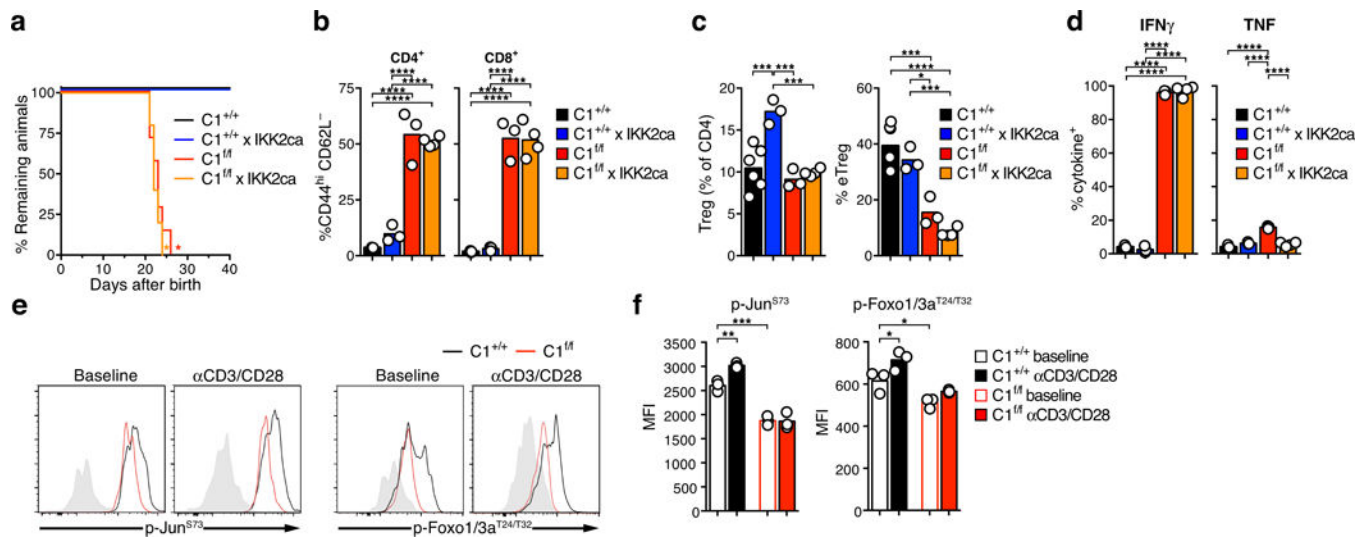 a
% Remaining animals
100
75
50
25
0
0 20 40
Days after birth
C1+/+
C1+/+ x IKK2ca
C1f/f
C1f/f x IKK2ca
* *
b
CD4+
CD8+
%CD44hi CD62L−
75
50
25
0
****
****
****
****
****
****
****
****
c
Treg (% of CD4)
20
15
10
5
0
*** ***
***
% eTreg
60
40
20
0
***
****
*
***
C1+/+
C1+/+ x IKK2ca
C1f/f
C1f/f x IKK2ca
d
IFNγ
TNF
% cytokine+
100
80
60
40
20
0
****
****
****
****
****
****
****
C1+/+
C1+/+ x IKK2ca
C1f/f
C1f/f x IKK2ca
e
C1+/+ C1f/f
Baseline
αCD3/CD28
Baseline
αCD3/CD28
p-JunS73
p-Foxo1/3aT24/T32
f
p-JunS73
MFI
3500
3000
2500
2000
1500
1000
500
0
***
**
p-Foxo1/3aT24/T32
MFI
800
600
400
200
0
*
*
C1+/+ baseline
C1+/+ αCD3/CD28
C1f/f baseline
C1f/f αCD3/CD28